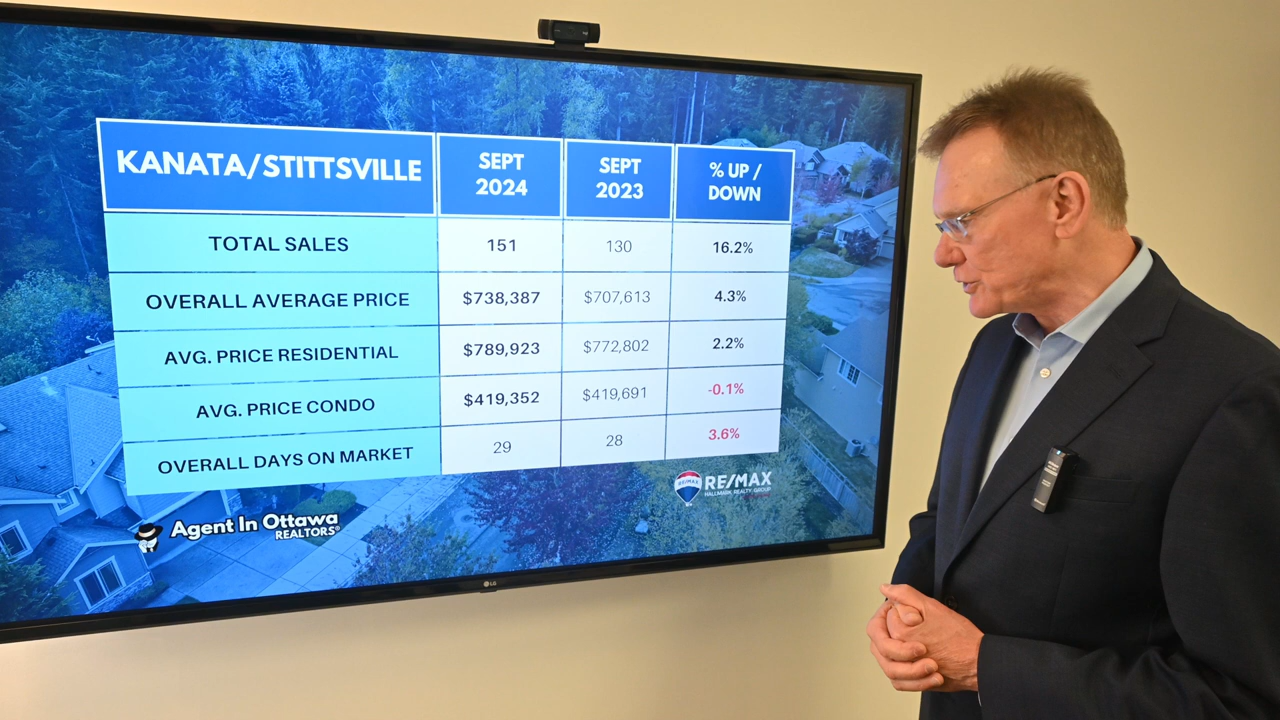 KANATA/STITTSVILLE
SEPT
2024
SEPT
2023
% UP /
DOWN
TOTAL SALES
151
130
16.2%
OVERALL AVERAGE PRICE
$738,387
$707,613
4.3%
AVG. PRICE RESIDENTIAL
$789,923
$772,802
2.2%
AVG. PRICE CONDO
$419,352
$419,691
-0.1%
OVERALL DAYS ON MARKET
29
28
3.6%
Agent In Ottawa
REALTORS®
RE/MAX
RE/MAX
HALLMARK REALTY GROUP
LG